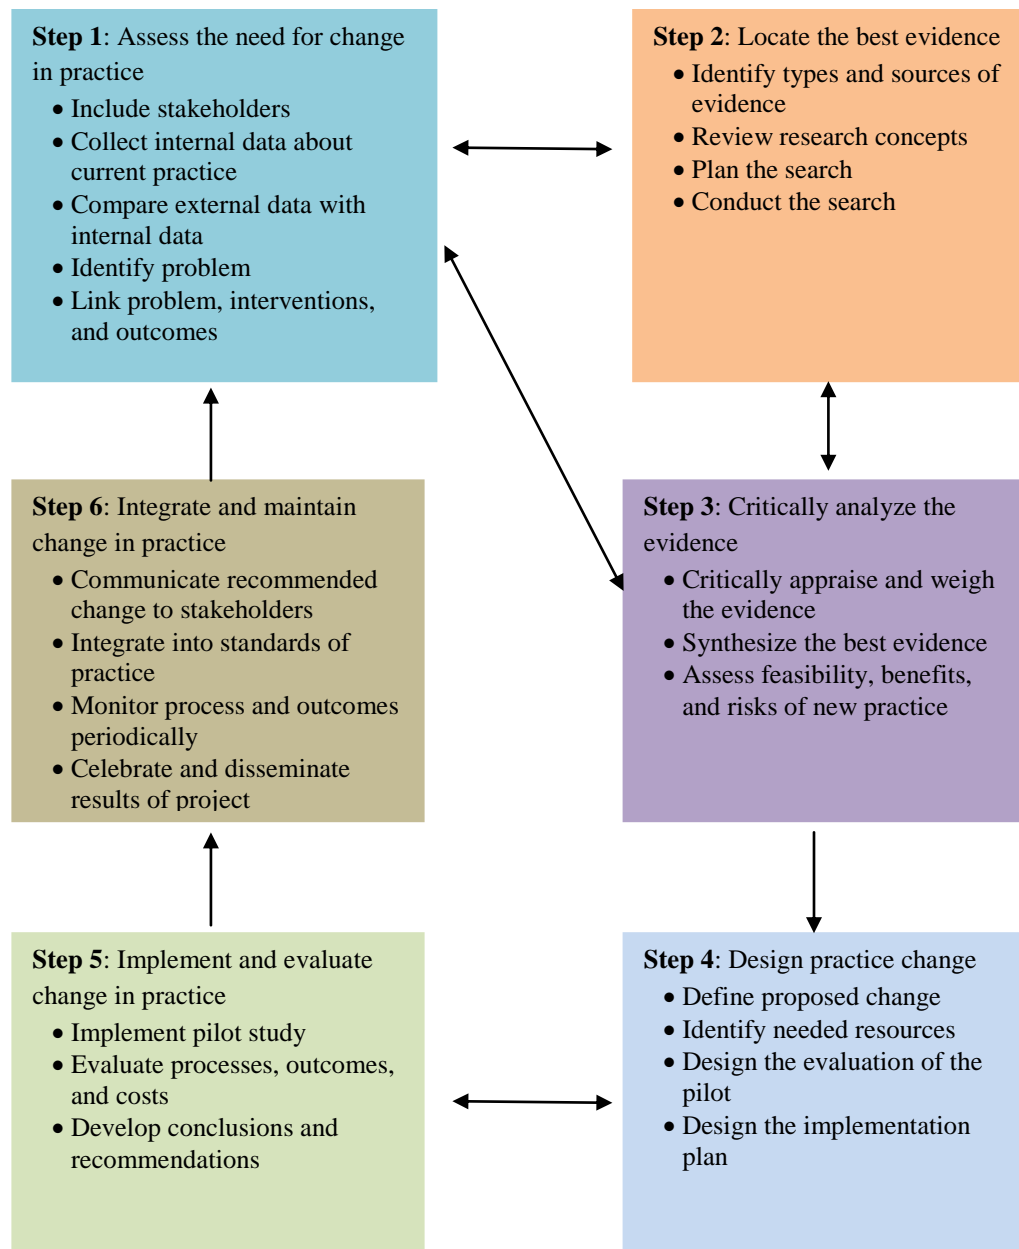 Step 1: Assess the need for change
in practice
• Include stakeholders
• Collect internal data about
current practice
• Compare external data with
internal data
• Identify problem
• Link problem, interventions,
and outcomes
Step 2: Locate the best evidence
• Identify types and sources of
evidence
• Review research concepts
• Plan the search
• Conduct the search
Step 3: Critically analyze the
evidence
• Critically appraise and weigh
the evidence
• Synthesize the best evidence
• Assess feasibility, benefits,
and risks of new practice
Step 4: Design practice change
• Define proposed change
• Identify needed resources
• Design the evaluation of the
pilot
• Design the implementation
plan
Step 5: Implement and evaluate
change in practice
• Implement pilot study
• Evaluate processes, outcomes,
and costs
• Develop conclusions and
recommendations
Step 6: Integrate and maintain
change in practice
• Communicate recommended
change to stakeholders
• Integrate into standards of
practice
• Monitor process and outcomes
periodically
• Celebrate and disseminate
results of project